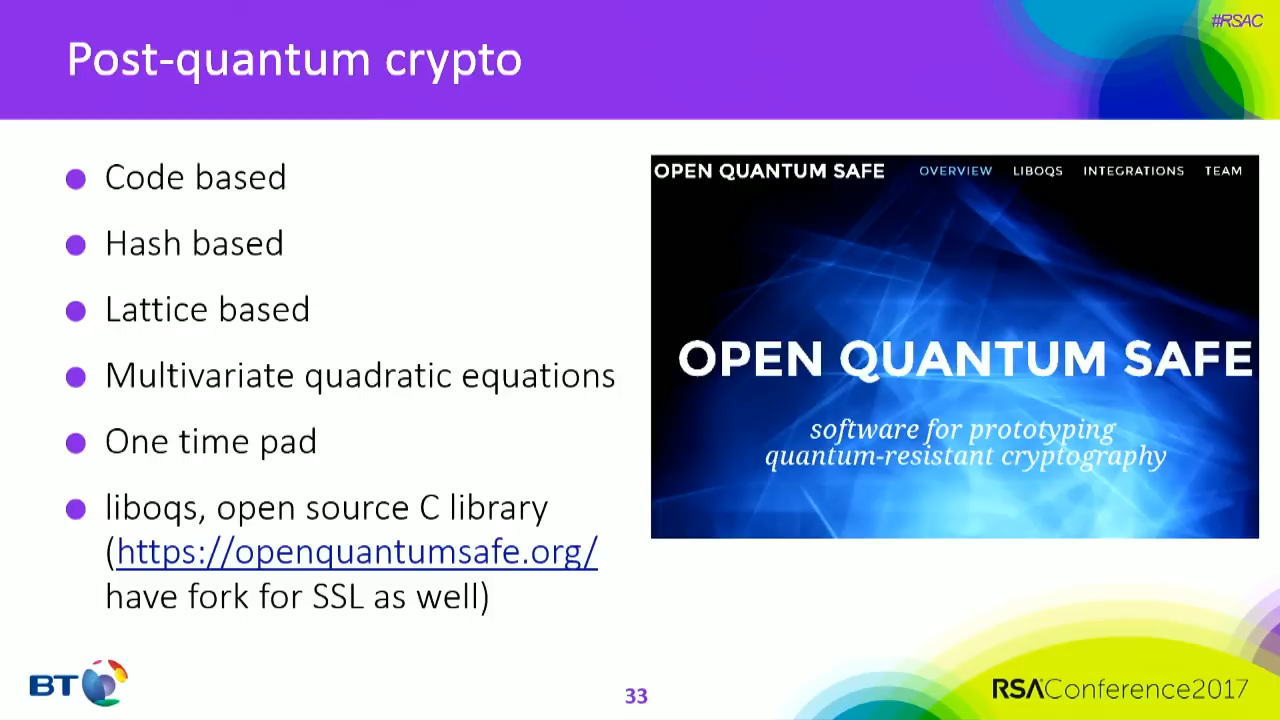 #RSAC
Post-quantum crypto
Code based
Hash based
Lattice based
Multivariate quadratic equations
One time pad
liboqs, open source C library
(https://openquantumsafe.org/
have fork for SSL as well)
OPEN QUANTUM SAFE OVERVIEW LIBOQS INTEGRATIONS TEAM
OPEN QUANTUM SAFE
software for prototyping
quantum-resistant cryptography
BT
33
RSAConference2017